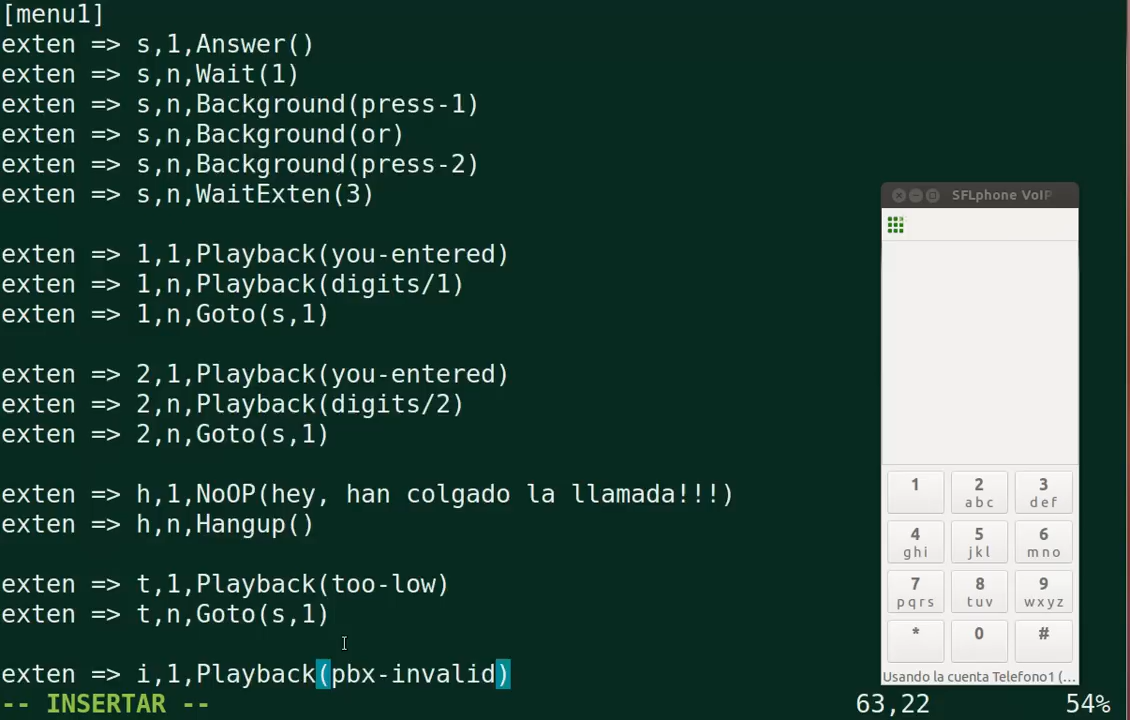 [menu1]
exten => s,1,Answer()
exten => s,n,Wait(1)
exten => s,n,Background(press-1)
exten => s,n,Background(or)
exten => s,n,Background(press-2)
exten => s,n,WaitExten(3)
exten => 1,1,Playback(you-entered)
exten => 1,n,Playback(digits/1)
exten => 1,n,Goto(s,1)
exten => 2,1,Playback(you-entered)
exten => 2,n,Playback(digits/2)
exten => 2,n,Goto(s,1)
exten => h,1,NoOP(hey, han colgado la llamada!!!)
exten => h,n,Hangup()
exten => t,1,Playback(too-low)
exten => t,n,Goto(s,1)
exten => i,1,Playback(pbx-invalid)
-- INSERTAR --
63,22
54%
SFLphone VoIP
1
2
abc
3
def
4
ghi
5
jkl
6
mno
7
pqrs
8
tuv
9
wxyz
*
0
#
Usando la cuenta Telefono1 (...